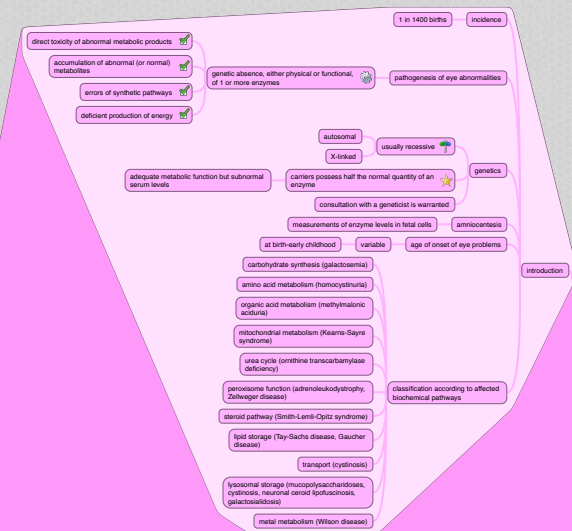 1 in 1400 births
incidence
direct toxicity of abnormal metabolic products
accumulation of abnormal (or normal)
metabolites
errors of synthetic pathways
deficient production of energy
genetic absence, either physical or functional,
of 1 or more enzymes
pathogenesis of eye abnormalities
autosomal
X-linked
usually recessive
adequate metabolic function but subnormal
serum levels
carriers possess half the normal quantity of an
enzyme
consultation with a geneticist is warranted
genetics
measurements of enzyme levels in fetal cells
amniocentesis
at birth-early childhood
variable
age of onset of eye problems
introduction
carbohydrate synthesis (galactosemia)
amino acid metabolism (homocystinuria)
organic acid metabolism (methylmalonic
aciduria)
mitochondrial metabolism (Kearns-Sayre
syndrome)
urea cycle (ornithine transcarbamylase
deficiency)
peroxisome function (adrenoleukodystrophy,
Zellweger disease)
classification according to affected
biochemical pathways
steroid pathway (Smith-Lemli-Opitz syndrome)
lipid storage (Tay-Sachs disease, Gaucher
disease)
transport (cystinosis)
lysosomal storage (mucopolysaccharidoses,
cystinosis, neuronal ceroid lipofuscinosis,
galactosialidosis)
metal metabolism (Wilson disease)